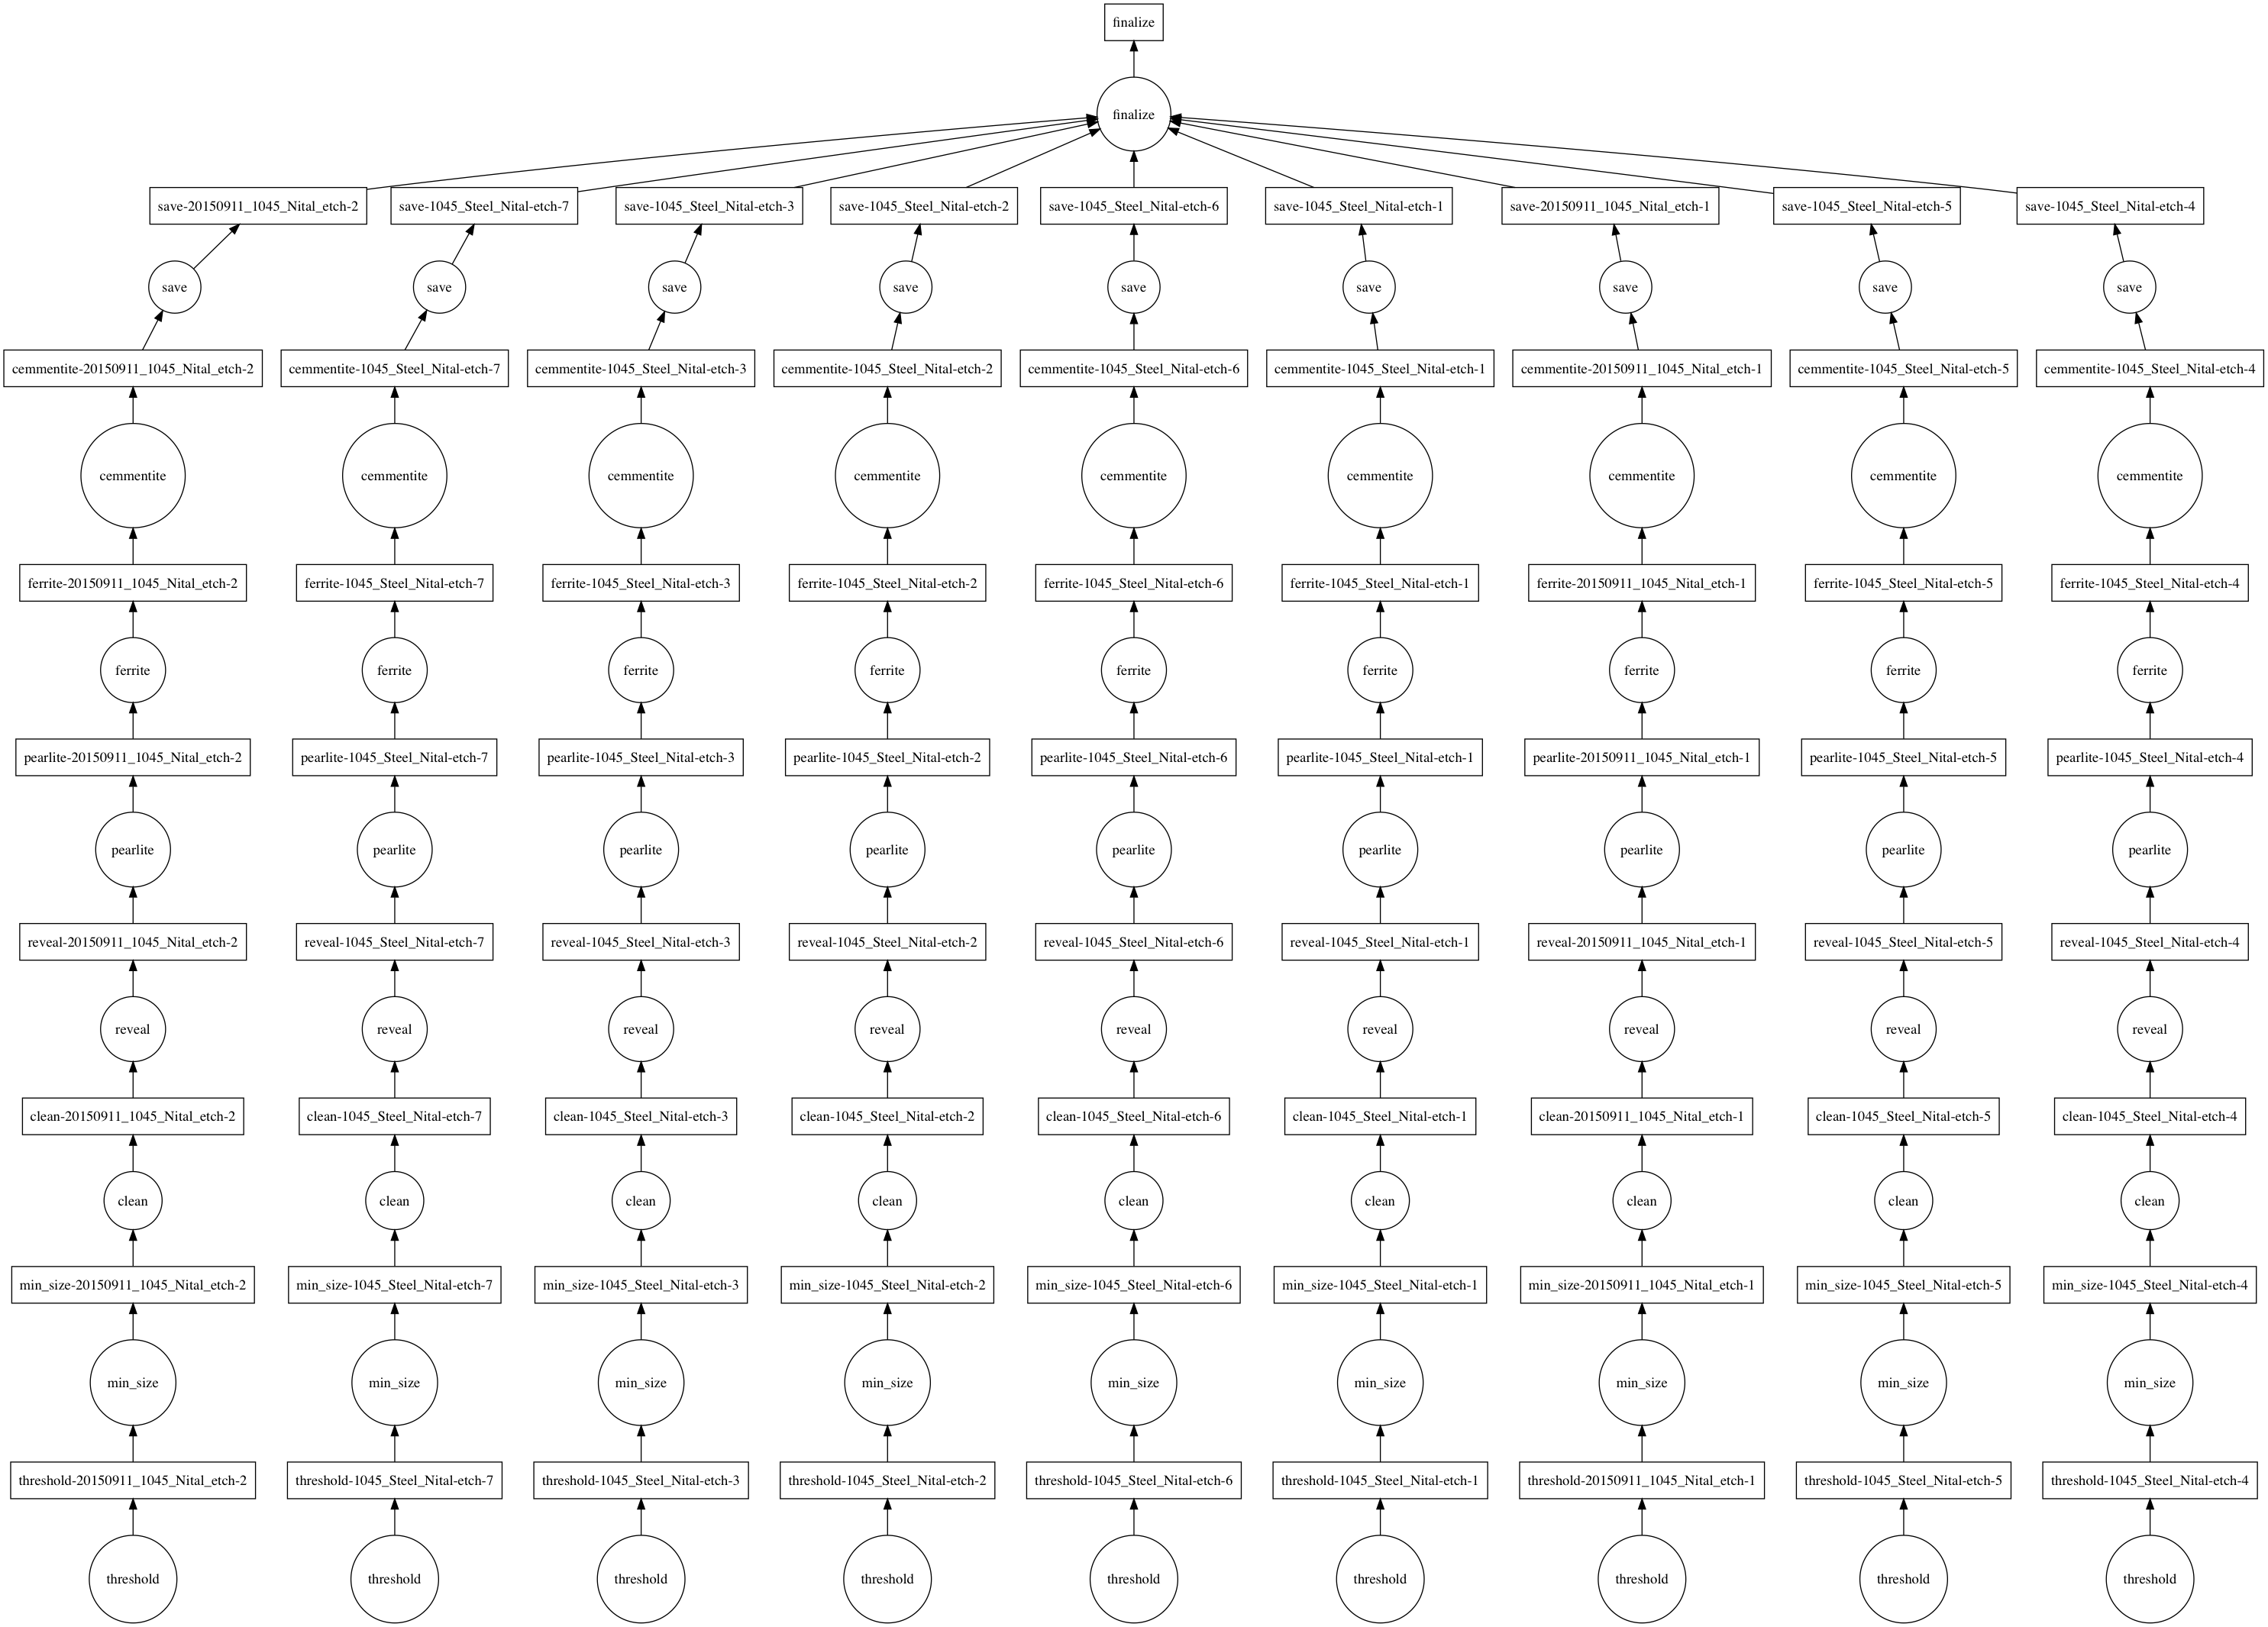 finalize
finalize
save-20150911_1045_Nital_etch-2 save-1045_Steel_Nital-etch-7 save-1045_Steel_Nital-etch-3 save-1045_Steel_Nital-etch-2 save-1045_Steel_Nital-etch-6 save-1045_Steel_Nital-etch-1 save-20150911_1045_Nital_etch-1 save-1045_Steel_Nital-etch-5 save-1045_Steel_Nital-etch-4
save save save save save save save save save
cemmentite-20150911_1045_Nital_etch-2 cemmentite-1045_Steel_Nital-etch-7 cemmentite-1045_Steel_Nital-etch-3 cemmentite-1045_Steel_Nital-etch-2 cemmentite-1045_Steel_Nital-etch-6 cemmentite-1045_Steel_Nital-etch-1 cemmentite-20150911_1045_Nital_etch-1 cemmentite-1045_Steel_Nital-etch-5 cemmentite-1045_Steel_Nital-etch-4
cemmentite cemmentite cemmentite cemmentite cemmentite cemmentite cemmentite cemmentite cemmentite
ferrite-20150911_1045_Nital_etch-2 ferrite-1045_Steel_Nital-etch-7 ferrite-1045_Steel_Nital-etch-3 ferrite-1045_Steel_Nital-etch-2 ferrite-1045_Steel_Nital-etch-6 ferrite-1045_Steel_Nital-etch-1 ferrite-20150911_1045_Nital_etch-1 ferrite-1045_Steel_Nital-etch-5 ferrite-1045_Steel_Nital-etch-4
ferrite ferrite ferrite ferrite ferrite ferrite ferrite ferrite ferrite
pearlite-20150911_1045_Nital_etch-2 pearlite-1045_Steel_Nital-etch-7 pearlite-1045_Steel_Nital-etch-3 pearlite-1045_Steel_Nital-etch-2 pearlite-1045_Steel_Nital-etch-6 pearlite-1045_Steel_Nital-etch-1 pearlite-20150911_1045_Nital_etch-1 pearlite-1045_Steel_Nital-etch-5 pearlite-1045_Steel_Nital-etch-4
pearlite pearlite pearlite pearlite pearlite pearlite pearlite pearlite pearlite
reveal-20150911_1045_Nital_etch-2 reveal-1045_Steel_Nital-etch-7 reveal-1045_Steel_Nital-etch-3 reveal-1045_Steel_Nital-etch-2 reveal-1045_Steel_Nital-etch-6 reveal-1045_Steel_Nital-etch-1 reveal-20150911_1045_Nital_etch-1 reveal-1045_Steel_Nital-etch-5 reveal-1045_Steel_Nital-etch-4
reveal reveal reveal reveal reveal reveal reveal reveal reveal
clean-20150911_1045_Nital_etch-2 clean-1045_Steel_Nital-etch-7 clean-1045_Steel_Nital-etch-3 clean-1045_Steel_Nital-etch-2 clean-1045_Steel_Nital-etch-6 clean-1045_Steel_Nital-etch-1 clean-20150911_1045_Nital_etch-1 clean-1045_Steel_Nital-etch-5 clean-1045_Steel_Nital-etch-4
clean clean clean clean clean clean clean clean clean
min_size-20150911_1045_Nital_etch-2 min_size-1045_Steel_Nital-etch-7 min_size-1045_Steel_Nital-etch-3 min_size-1045_Steel_Nital-etch-2 min_size-1045_Steel_Nital-etch-6 min_size-1045_Steel_Nital-etch-1 min_size-20150911_1045_Nital_etch-1 min_size-1045_Steel_Nital-etch-5 min_size-1045_Steel_Nital-etch-4
min_size min_size min_size min_size min_size min_size min_size min_size min_size
threshold-20150911_1045_Nital_etch-2 threshold-1045_Steel_Nital-etch-7 threshold-1045_Steel_Nital-etch-3 threshold-1045_Steel_Nital-etch-2 threshold-1045_Steel_Nital-etch-6 threshold-1045_Steel_Nital-etch-1 threshold-20150911_1045_Nital_etch-1 threshold-1045_Steel_Nital-etch-5 threshold-1045_Steel_Nital-etch-4
threshold threshold threshold threshold threshold threshold threshold threshold threshold